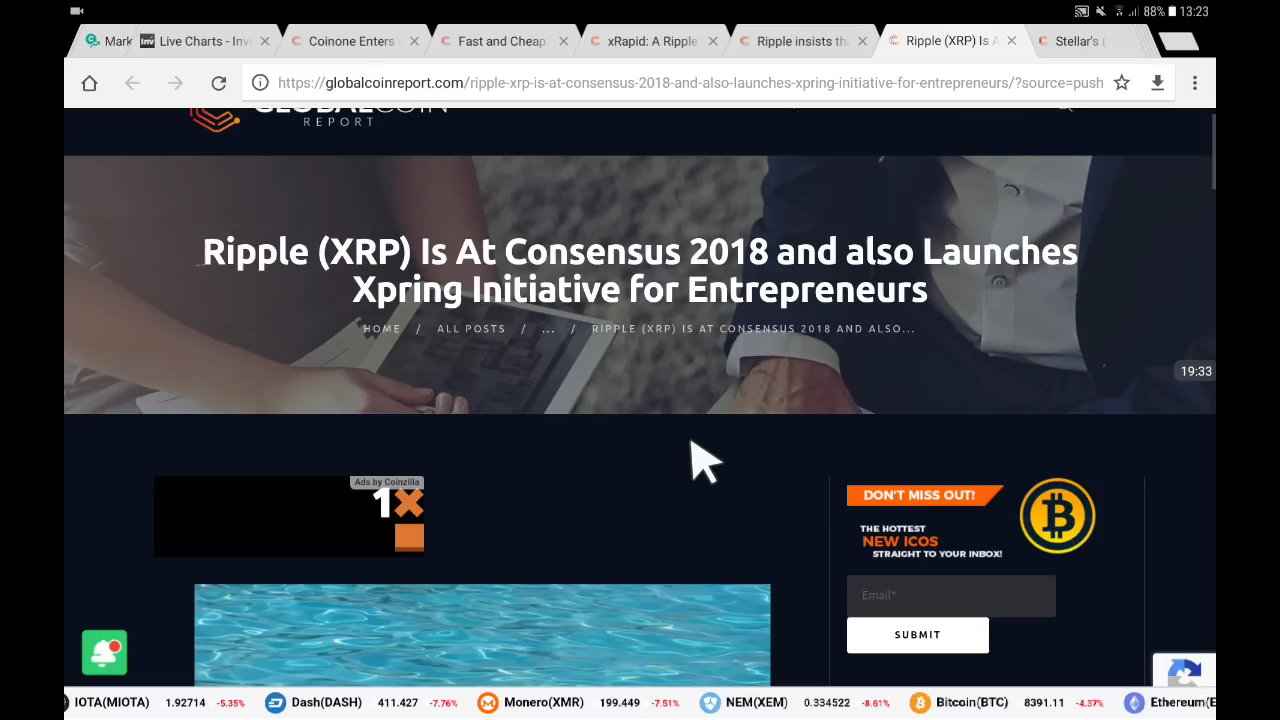 88% 13:23
Mark Live Charts - Inv Coinone Enters Fast and Cheap xRapid: A Ripple Ripple insists th Ripple (XRP) Is A Stellar's (
https://globalcoinreport.com/ripple-xrp-is-at-consensus-2018-and-also-launches-xpring-initiative-for-entrepreneurs/?source=push
GLOBALCOIN
REPORT
Ripple (XRP) Is At Consensus 2018 and also Launches
Xpring Initiative for Entrepreneurs
HOME / ALL POSTS / ... / RIPPLE (XRP) IS AT CONSENSUS 2018 AND ALSO...
19:33
Ads by Coinzilla
1X
DON'T MISS OUT!
THE HOTTEST
NEW ICOS
STRAIGHT TO YOUR INBOX!
Email*
SUBMIT
IOTA(MIOTA) 1.92714 -5.35% Dash(DASH) 411.427 -7.76% Monero(XMR) 199.449 -7.51% NEM(XEM) 0.334522 -8.61% Bitcoin(BTC) 8391.11 -4.37% Ethereum(E